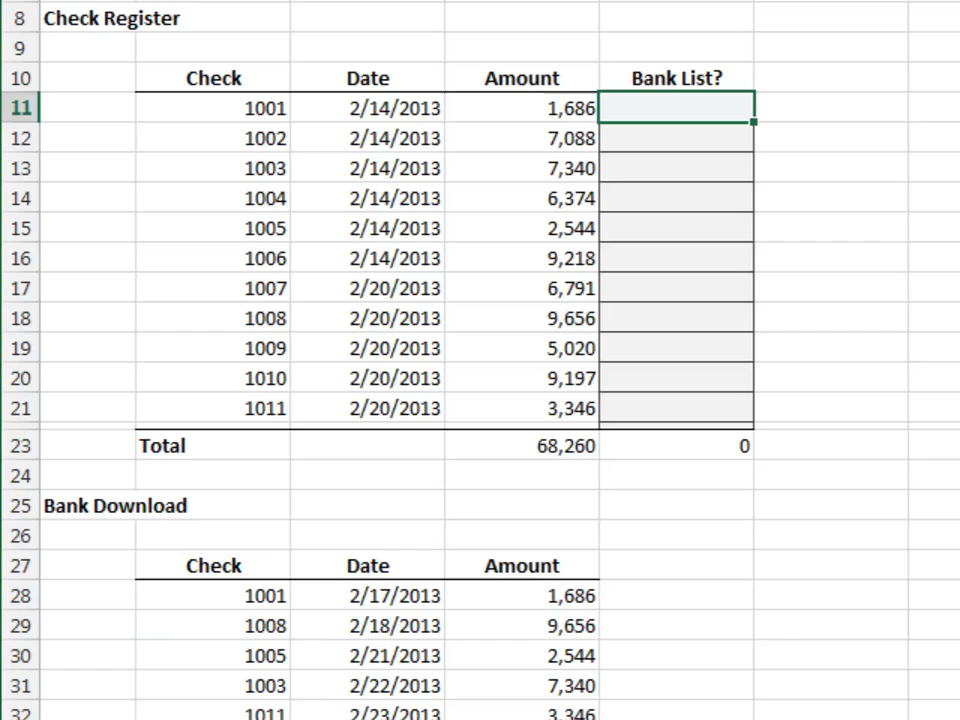 8 Check Register
9
10 Check Date Amount Bank List?
11 1001 2/14/2013 1,686
12 1002 2/14/2013 7,088
13 1003 2/14/2013 7,340
14 1004 2/14/2013 6,374
15 1005 2/14/2013 2,544
16 1006 2/14/2013 9,218
17 1007 2/20/2013 6,791
18 1008 2/20/2013 9,656
19 1009 2/20/2013 5,020
20 1010 2/20/2013 9,197
21 1011 2/20/2013 3,346
23 Total 68,260 0
24
25 Bank Download
26
27 Check Date Amount
28 1001 2/17/2013 1,686
29 1008 2/18/2013 9,656
30 1005 2/21/2013 2,544
31 1003 2/22/2013 7,340
32 1011 2/23/2013 3,346